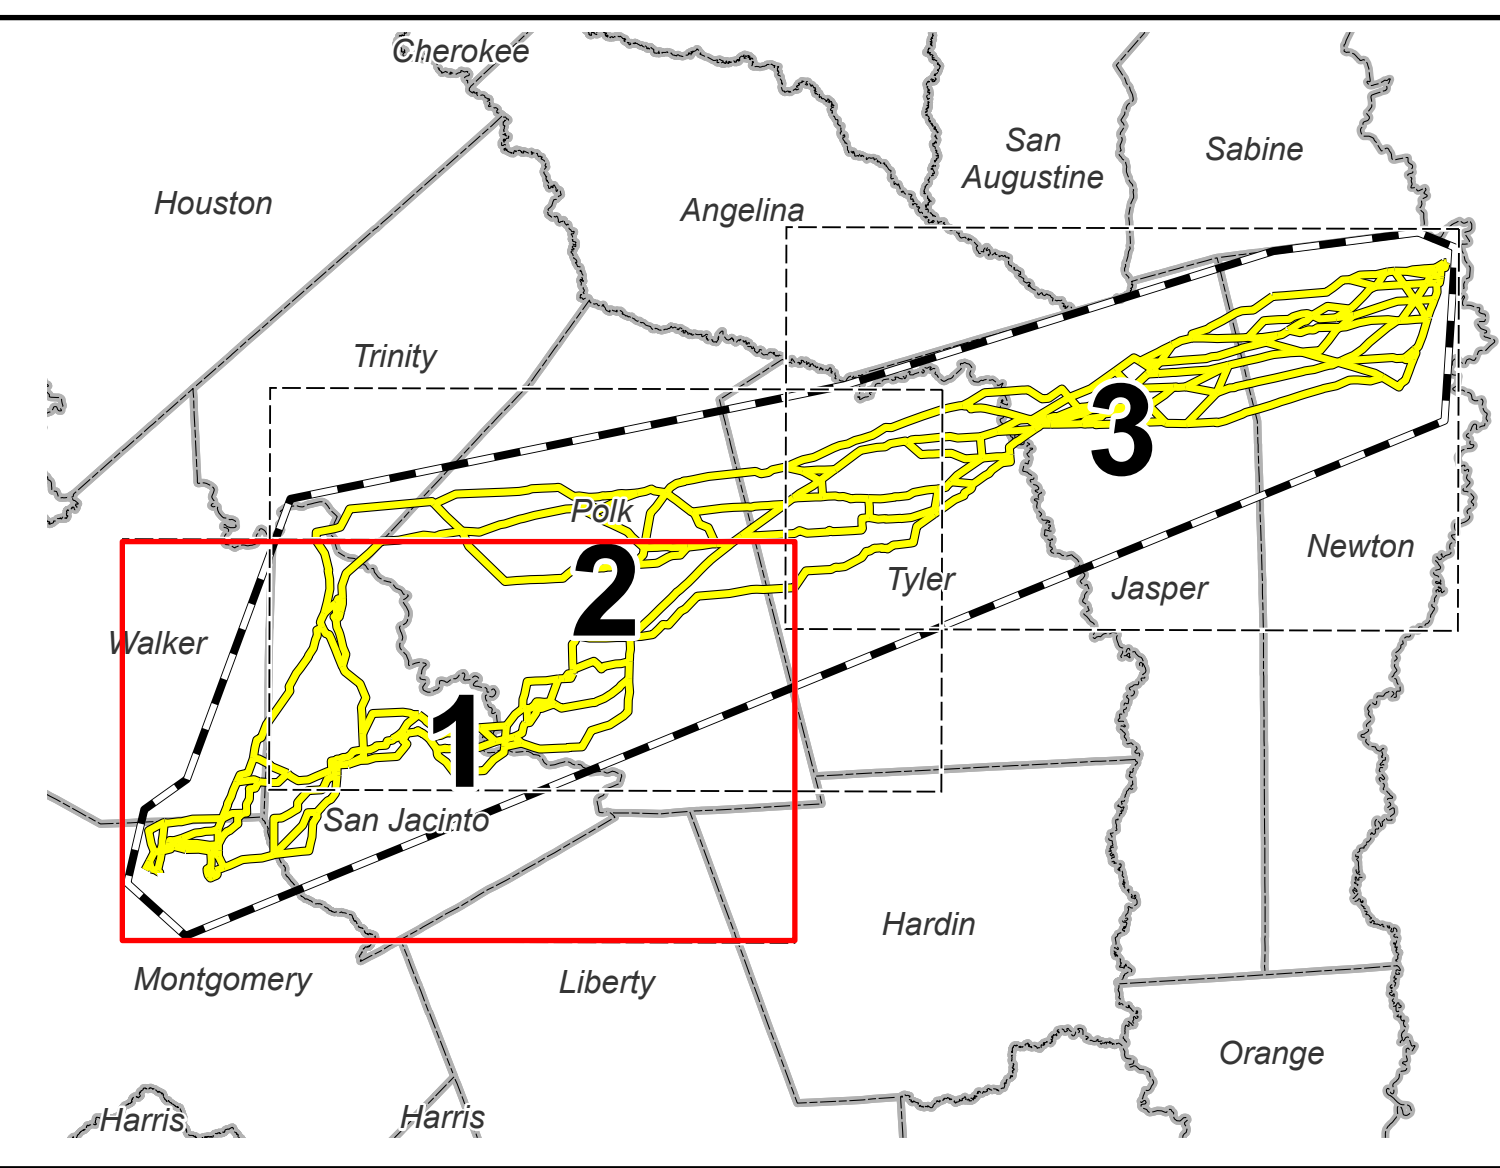 Cherokee
San
Augustine
Sabine
Houston
Angelina
Trinity
3
Polk
2
Newton
Tyler
Jasper
Walker
1
San Jacinto
Hardin
Montgomery
Liberty
Orange
Harris
Harris